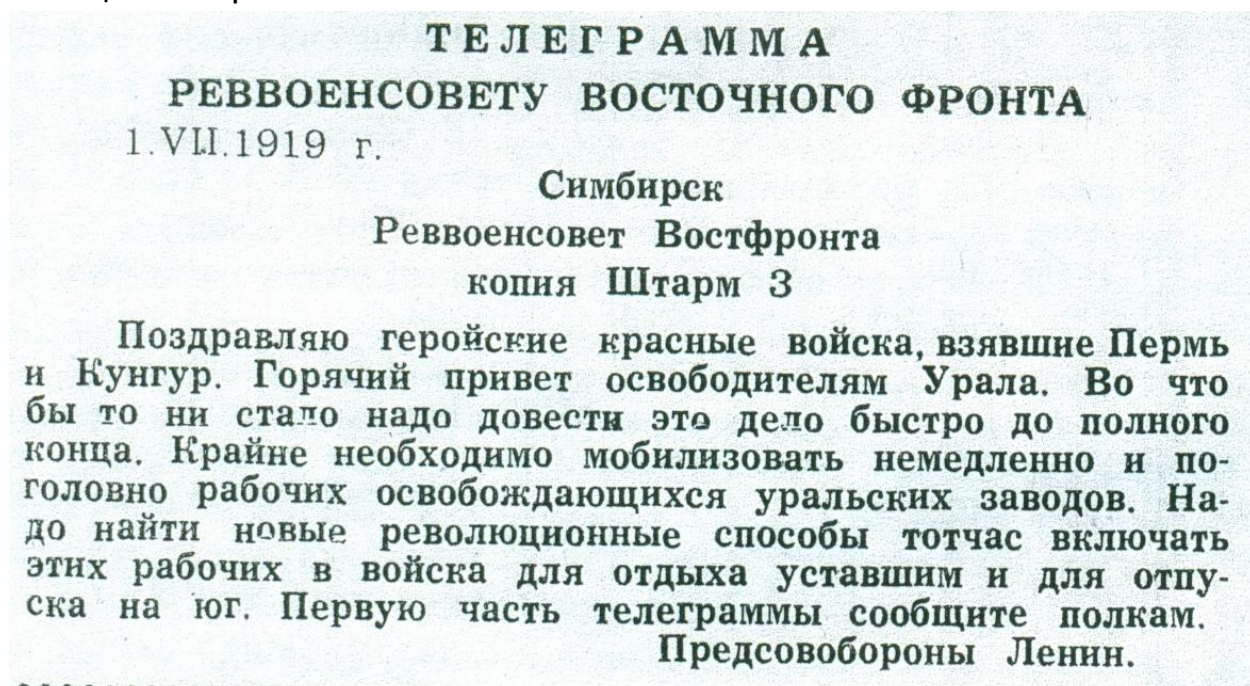 ТЕЛЕГРАММА
РЕВВОЕНСОВЕТУ ВОСТОЧНОГО ФРОНТА
1.VII.1919 г.
Симбирск
Реввоенсовет Востфронта
копия Штарм 3
Поздравляю геройские красные войска, взявшие Пермь
и Кунгур. Горячий привет освободителям Урала. Во что
бы то ни стало надо довести это дело быстро до полного
конца. Крайне необходимо мобилизовать немедленно и по-
головно рабочих освобождающихся уральских заводов. На-
до найти новые революционные способы тотчас включать
этих рабочих в войска для отдыха уставшим и для отпу-
ска на юг. Первую часть телеграммы сообщите полкам.
Предсовобороны Ленин.